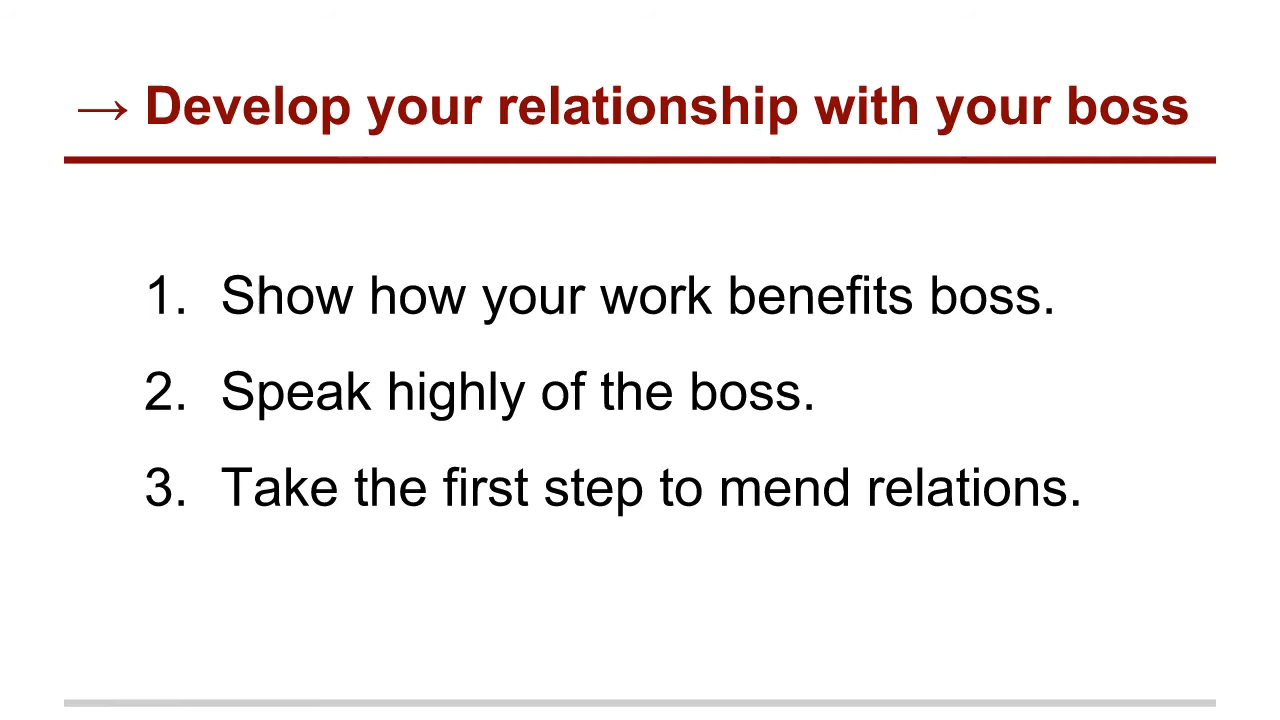 → Develop your relationship with your boss
1. Show how your work benefits boss.
2. Speak highly of the boss.
3. Take the first step to mend relations.